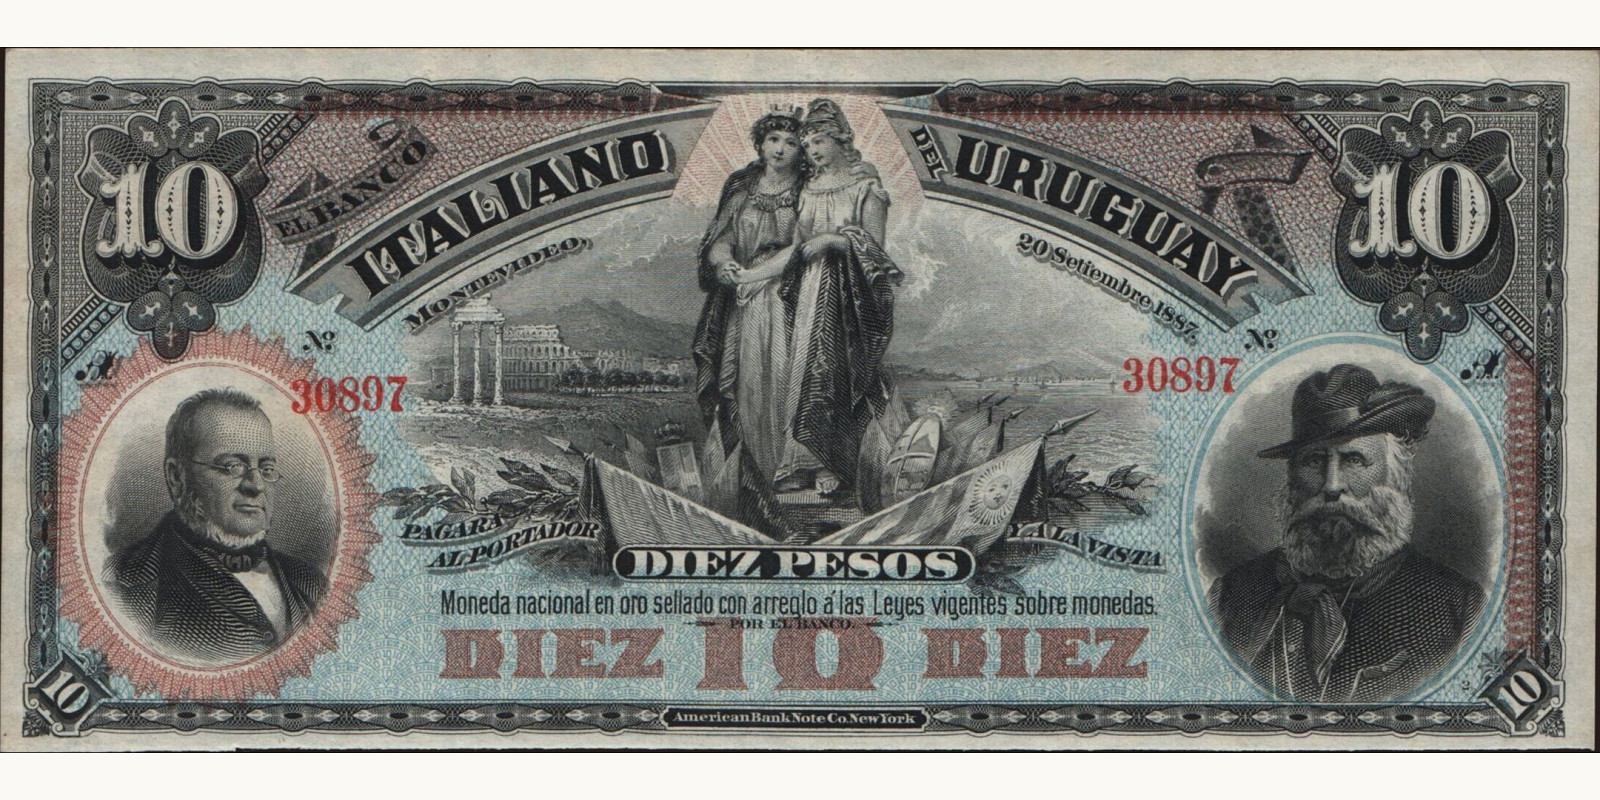 10
EL BANCO
ITALIANO
DEL
URUGUAY
10
MONTEVIDEO,
20 Setiembre 1887.
No
30897
A
30897
No
A
PAGARÁ
AL PORTADOR
Y A LA VISTA
DIEZ PESOS
Moneda nacional en oro sellado con arreglo á las Leyes vigentes sobre monedas.
POR EL BANCO.
DIEZ 10 DIEZ
10
American Bank Note Co. New York
2
10